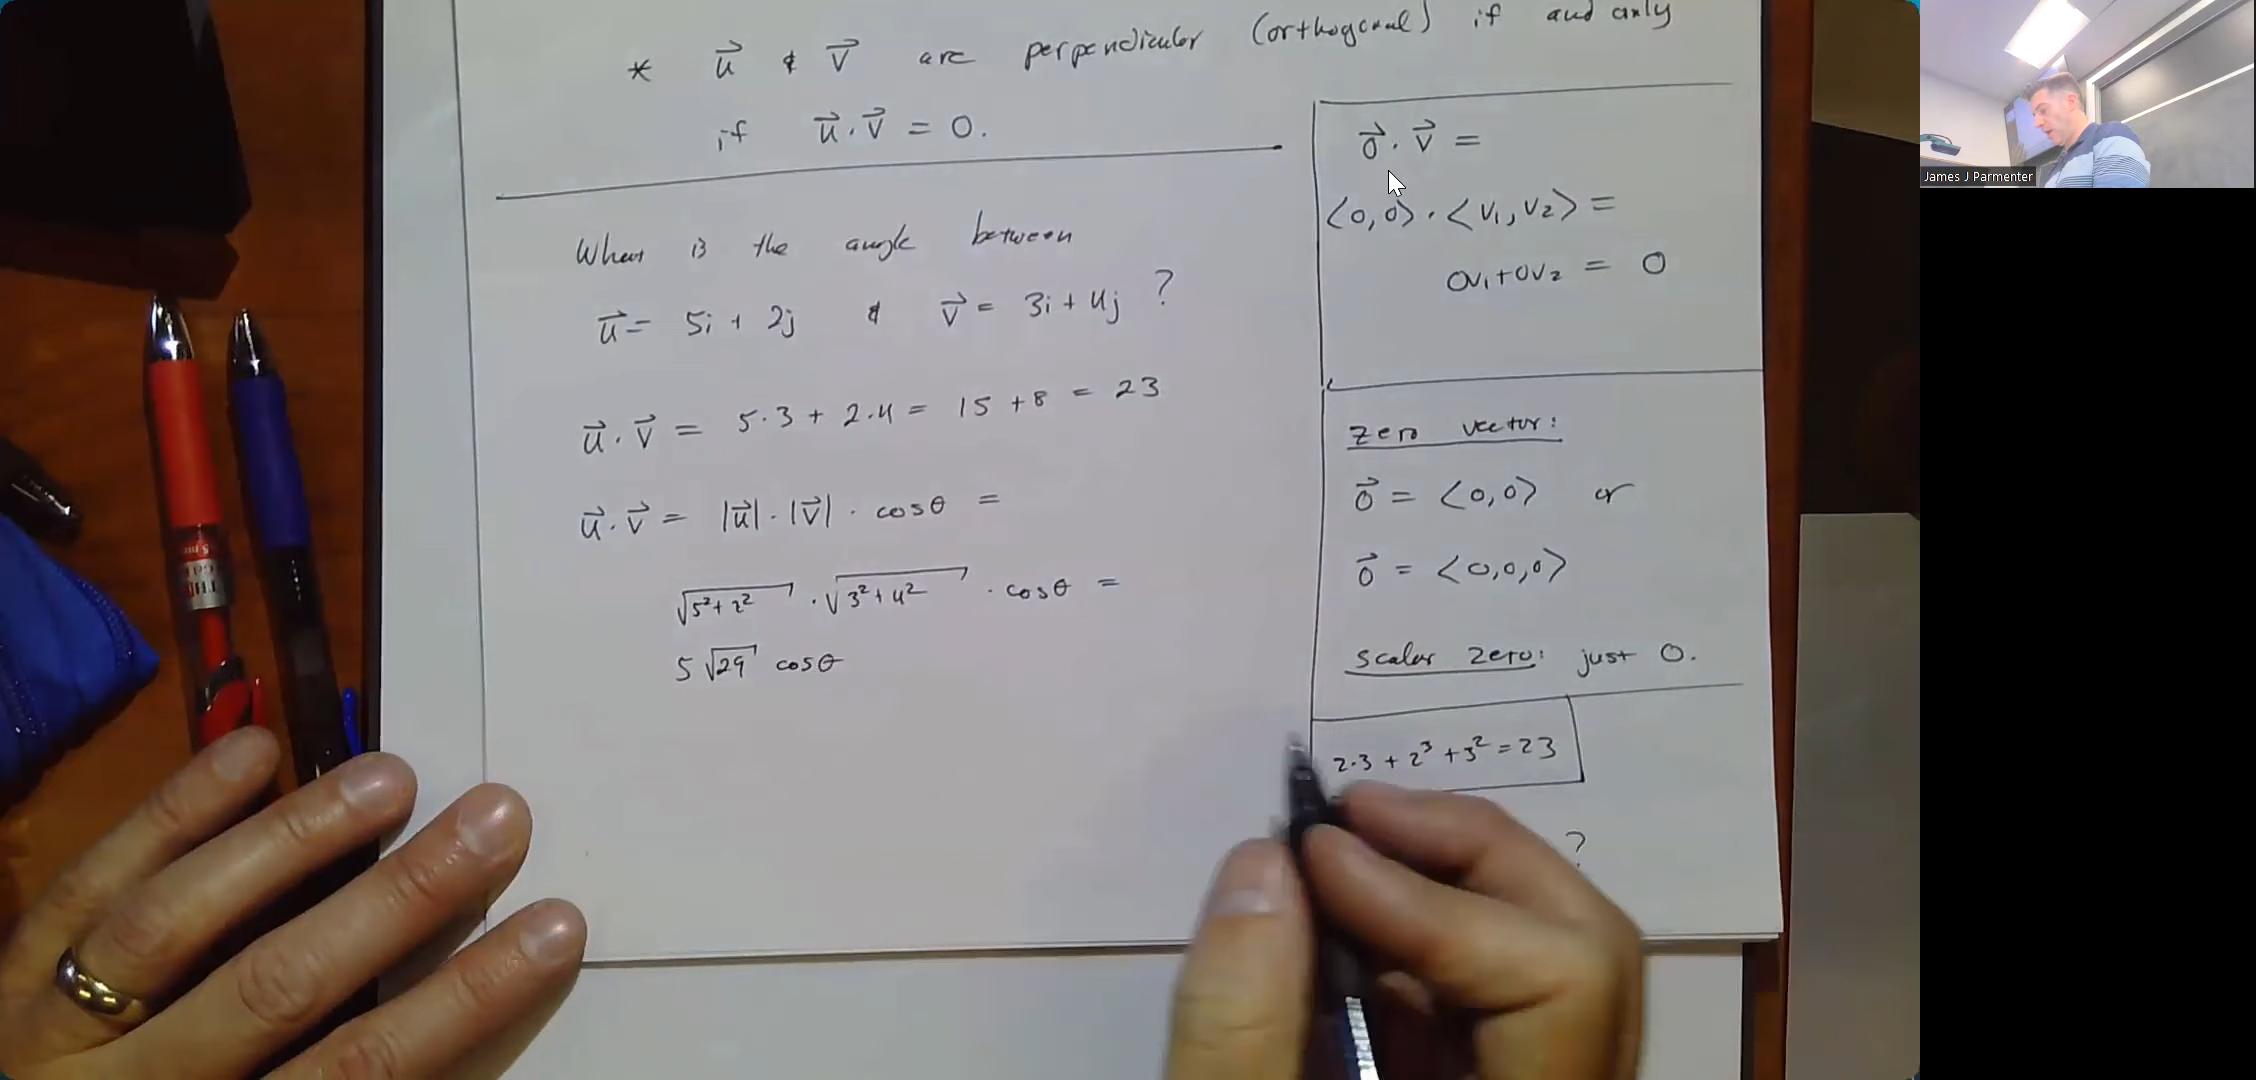 * u⃗ & v⃗ are perpendicular (orthogonal) if and only
if u⃗ · v⃗ = 0.
What is the angle between
u⃗ = 5i + 2j & v⃗ = 3i + 4j ?
u⃗ · v⃗ = 5·3 + 2·4 = 15 + 8 = 23
u⃗ · v⃗ = |u⃗| · |v⃗| · cosθ =
√(5² + 2²) · √(3² + 4²) · cosθ =
5 √29 cosθ
0⃗ · v⃗ =
<0, 0> · <v₁, v₂> =
0v₁ + 0v₂ = 0
zero vector:
0⃗ = <0, 0> or
0⃗ = <0, 0, 0>
scalar zero: just 0.
2·3 + 2³ + 3² = 23
?
James J Parmenter